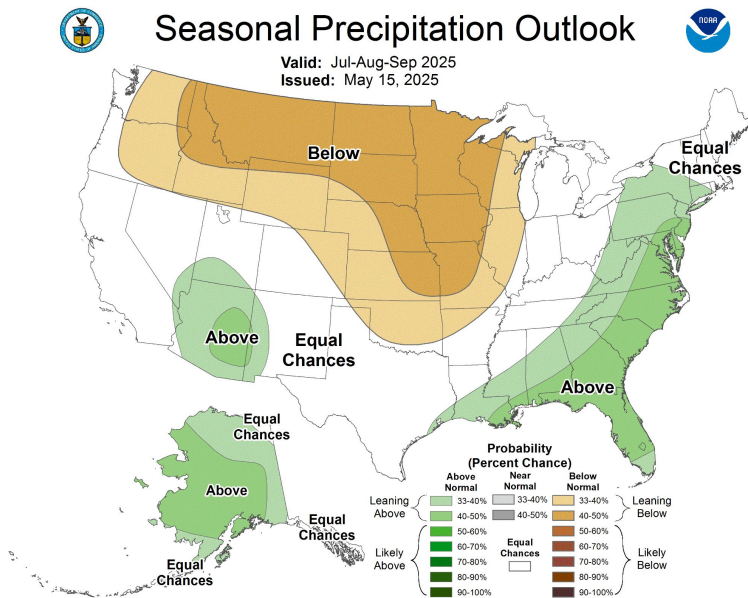 Seasonal Precipitation Outlook
NOAA
Valid: Jul-Aug-Sep 2025
Issued: May 15, 2025
Below
Equal
Chances
Above
Equal
Chances
Above
Equal
Chances
Above
Equal
Chances
Equal
Chances
Probability
(Percent Chance)
Above
Normal
Near
Normal
Below
Normal
Leaning
Above
33-40%
40-50%
33-40%
40-50%
33-40%
40-50%
Leaning
Below
Likely
Above
50-60%
60-70%
70-80%
80-90%
90-100%
Equal
Chances
50-60%
60-70%
70-80%
80-90%
90-100%
Likely
Below